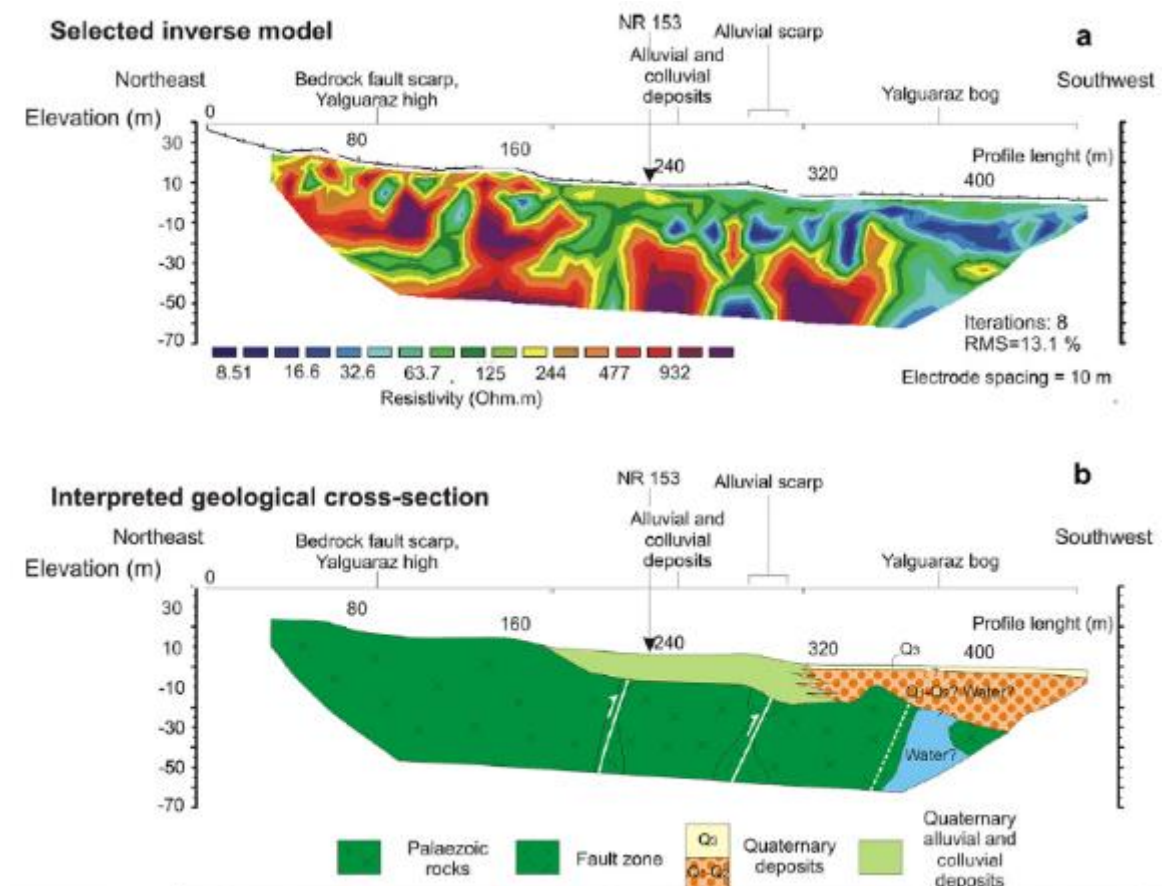 Selected inverse model
NR 153
Alluvial scarp
a
Northeast
Bedrock fault scarp,
Yalguaraz high
Alluvial and
colluvial
deposits
Yalguaraz bog
Southwest
Elevation (m)
0
80
160
240
320
400
Profile lenght (m)
30
10
-10
-30
-50
-70
Iterations: 8
RMS=13.1 %
8.51 16.6 32.6 63.7 125 244 477 932
Resistivity (Ohm.m)
Electrode spacing = 10 m
Interpreted geological cross-section
NR 153
Alluvial scarp
b
Northeast
Bedrock fault scarp,
Yalguaraz high
Alluvial and
colluvial
deposits
Yalguaraz bog
Southwest
Elevation (m)
0
80
160
240
320
Q3
400
Profile lenght (m)
30
10
-10
-30
-50
-70
Water?
Water?
Palaezoic
rocks
Fault zone
Q3
Quaternary
deposits
Quaternary
alluvial and
colluvial
deposits